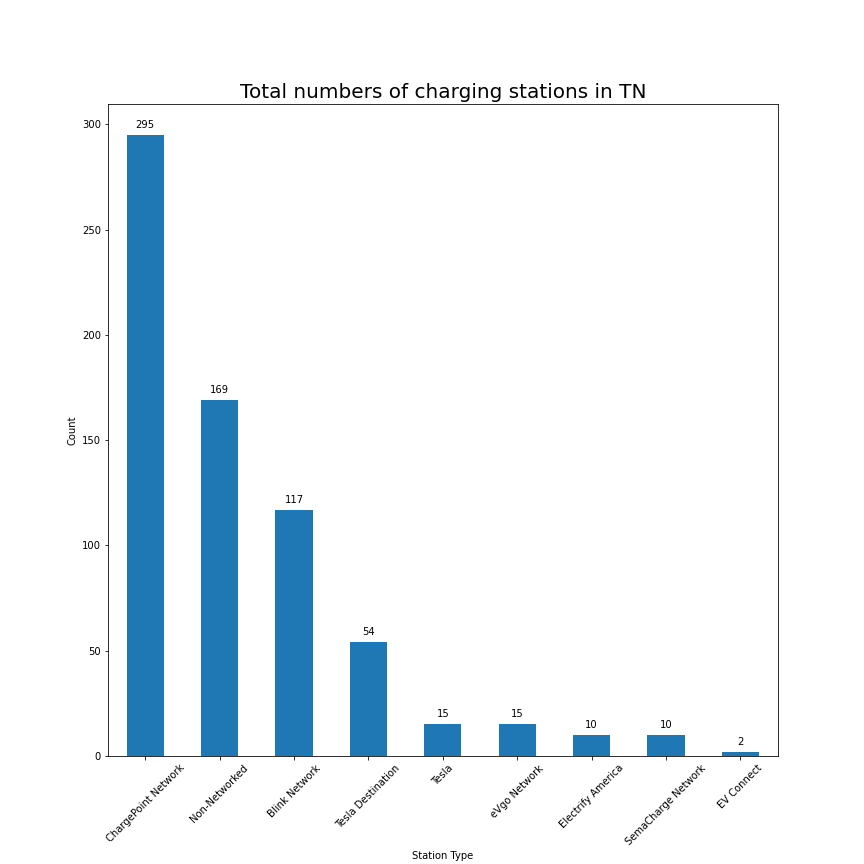 Total numbers of charging stations in TN
300
250
200
150
100
50
0
Count
295
169
117
54
15
15
10
10
2
ChargePoint Network
Non-Networked
Blink Network
Tesla Destination
Tesla
eVgo Network
Electrify America
SemaCharge Network
EV Connect
Station Type